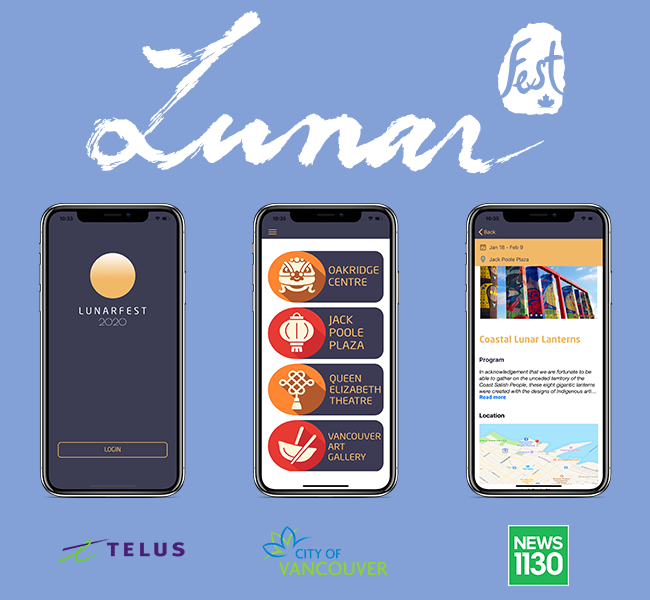 Lunar
Fest
10:33
LUNARFEST
2020
LOGIN
10:33
OAKRIDGE
CENTRE
JACK
POOLE
PLAZA
QUEEN
ELIZABETH
THEATRE
VANCOUVER
ART
GALLERY
10:33
Back
Jan 18 - Feb 9
Jack Poole Plaza
Coastal Lunar Lanterns
Program
In acknowledgement that we are fortunate to be
able to gather on the unceded territory of the
Coast Salish People, these eight gigantic lanterns
were created with the designs of Indigenous arti...
Read more
Location
TELUS
CITY OF
VANCOUVER
NEWS
1130